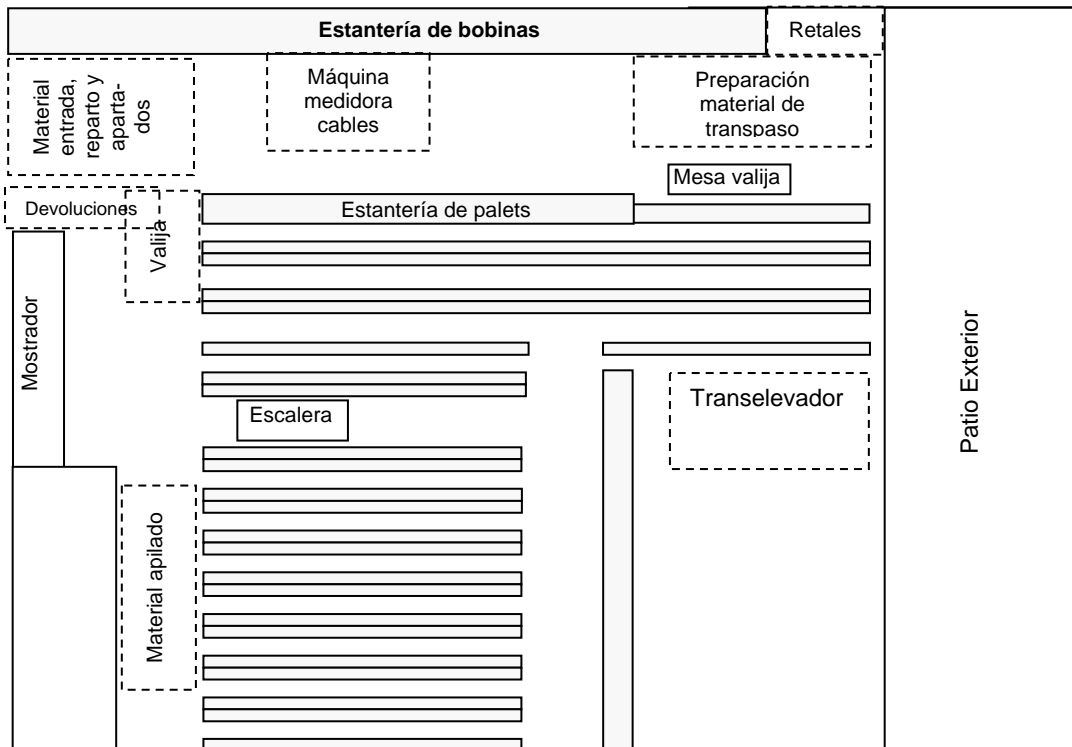 Estantería de bobinas
Retales
Material
entrada,
reparto y
aparta-
dos
Máquina
medidora
cables
Preparación
material de
transpaso
Mesa valija
Devoluciones
Valija
Estantería de palets
Mostrador
Escalera
Transelevador
Patio Exterior
Material apilado